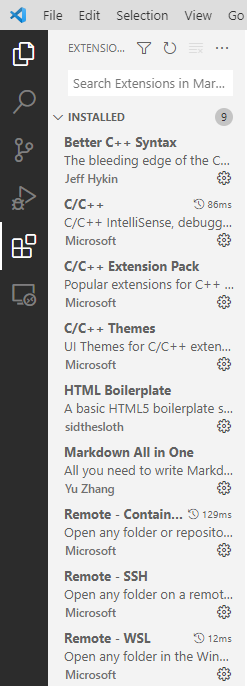 File Edit Selection View Go
EXTENSIO...
Search Extensions in Mar...
INSTALLED 9
Better C++ Syntax
The bleeding edge of the C...
Jeff Hykin
C/C++ 86ms
C/C++ IntelliSense, debugg...
Microsoft
C/C++ Extension Pack
Popular extensions for C++ ...
Microsoft
C/C++ Themes
UI Themes for C/C++ exten...
Microsoft
HTML Boilerplate
A basic HTML5 boilerplate s...
sidthesloth
Markdown All in One
All you need to write Markd...
Yu Zhang
Remote - Contain... 129ms
Open any folder or reposito...
Microsoft
Remote - SSH
Open any folder on a remot...
Microsoft
Remote - WSL 12ms
Open any folder in the Win...
Microsoft